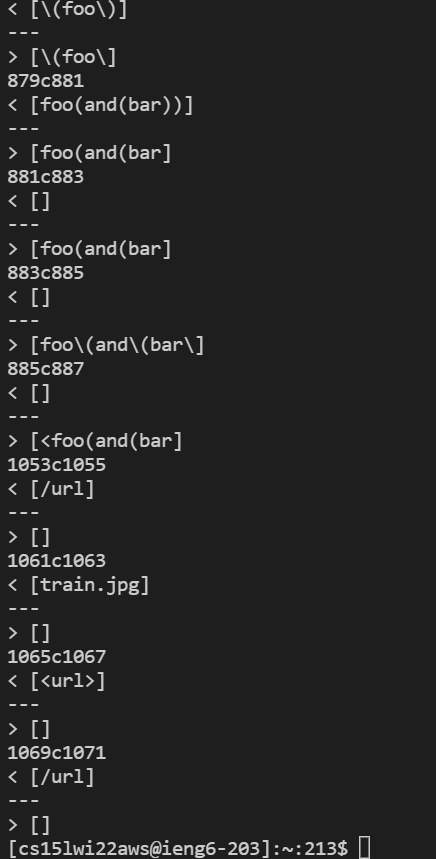 < [\(foo\)]
---
> [\(foo\]
879c881
< [foo(and(bar))]
---
> [foo(and(bar]
881c883
< []
---
> [foo(and(bar]
883c885
< []
---
> [foo\(and\(bar\]
885c887
< []
---
> [<foo(and(bar]
1053c1055
< [/url]
---
> []
1061c1063
< [train.jpg]
---
> []
1065c1067
< [<url>]
---
> []
1069c1071
< [/url]
---
> []
[cs15lwi22aws@ieng6-203]:~:213$